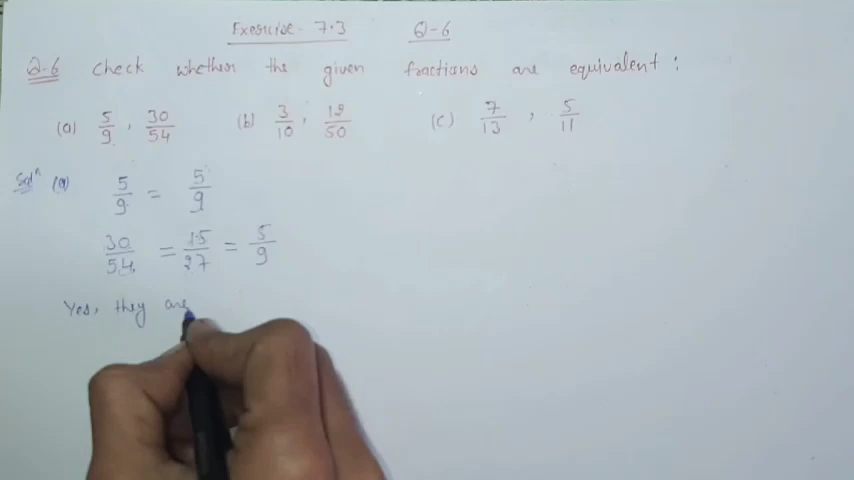 Exercise - 7.3 Q-6
Q-6 Check whether the given fractions are equivalent :
(a) 5/9 , 30/54 (b) 3/10 , 12/50 (c) 7/13 , 5/11
Solⁿ (a) 5/9 = 5/9
30/54 = 15/27 = 5/9
Yes, they are